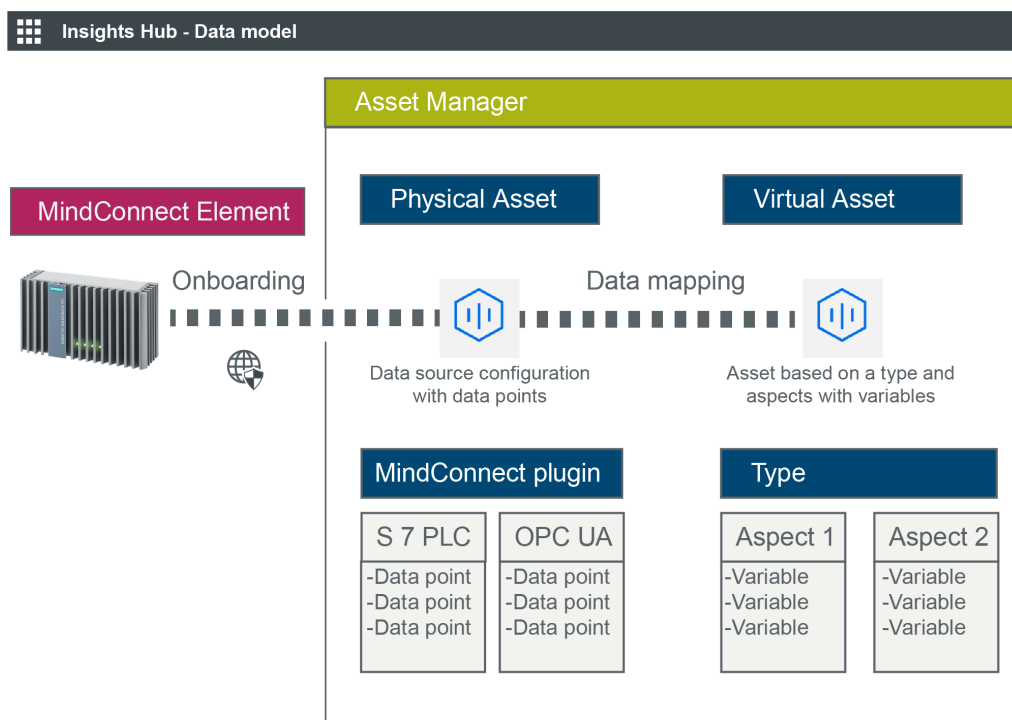 Insights Hub - Data model
Asset Manager
MindConnect Element
Physical Asset
Virtual Asset
Onboarding
Data mapping
SIEMENS
Data source configuration
with data points
Asset based on a type and
aspects with variables
MindConnect plugin
Type
S 7 PLC
OPC UA
Aspect 1
Aspect 2
-Data point
-Data point
-Data point
-Data point
-Data point
-Data point
-Variable
-Variable
-Variable
-Variable
-Variable
-Variable